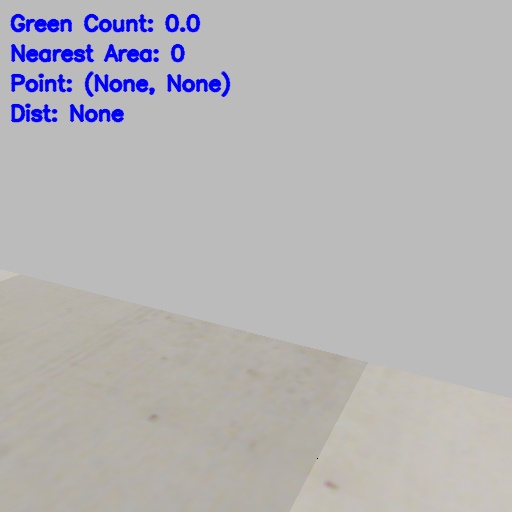 Green Count: 0.0
Nearest Area: 0
Point: (None, None)
Dist: None